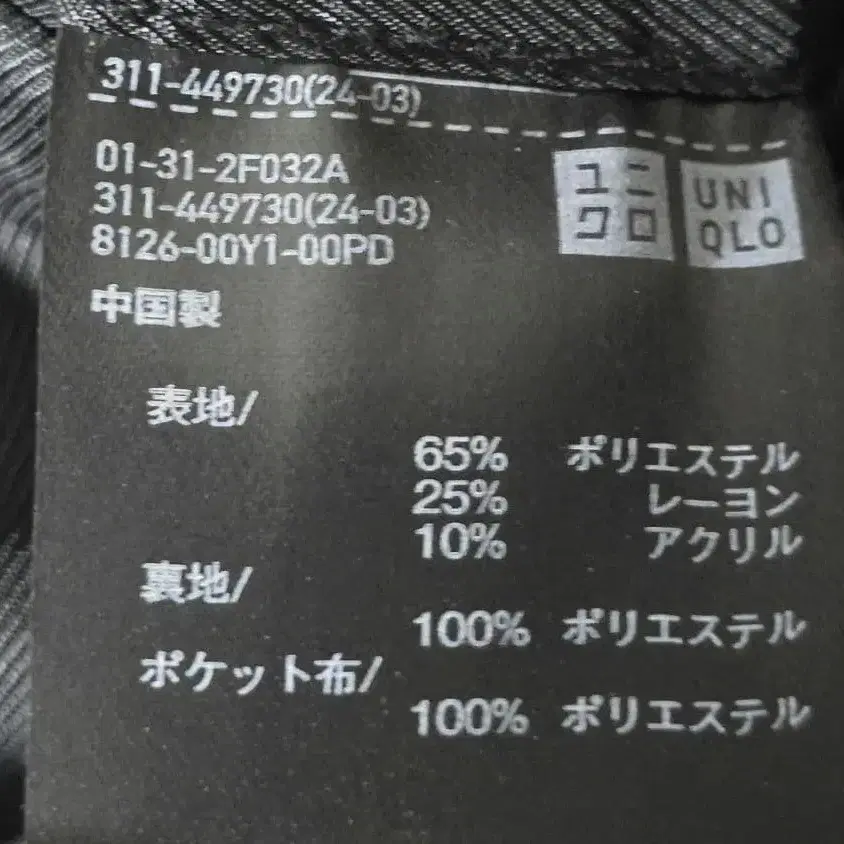 311-449730(24-03)
01-31-2F032A
311-449730(24-03)
8126-00Y1-00PD
中国製
ユニ
クロ
UNI
QLO
表地/
65% ポリエステル
25% レーヨン
10% アクリル
裏地/
100% ポリエステル
ポケット布/
100% ポリエステル